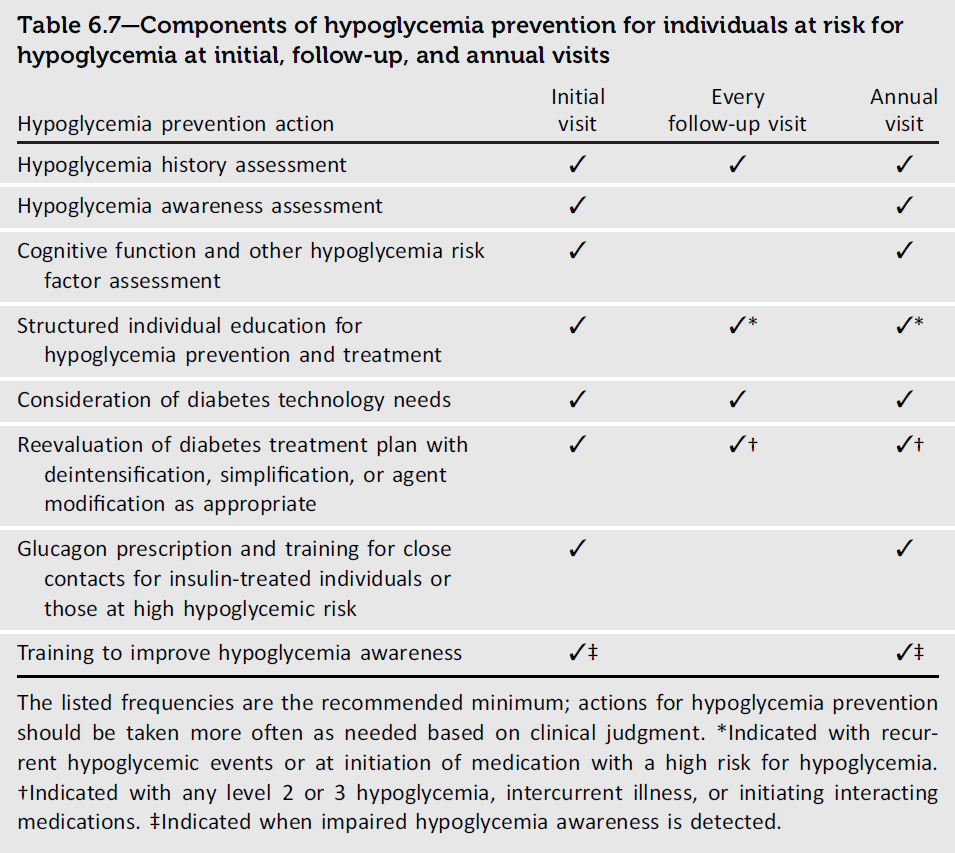 Table 6.7—Components of hypoglycemia prevention for individuals at risk for
hypoglycemia at initial, follow-up, and annual visits
Hypoglycemia prevention action Initial visit Every follow-up visit Annual visit
Hypoglycemia history assessment ✓ ✓ ✓
Hypoglycemia awareness assessment ✓ ✓
Cognitive function and other hypoglycemia risk
factor assessment ✓ ✓
Structured individual education for
hypoglycemia prevention and treatment ✓ ✓* ✓*
Consideration of diabetes technology needs ✓ ✓ ✓
Reevaluation of diabetes treatment plan with
deintensification, simplification, or agent
modification as appropriate ✓ ✓† ✓†
Glucagon prescription and training for close
contacts for insulin-treated individuals or
those at high hypoglycemic risk ✓ ✓
Training to improve hypoglycemia awareness ✓‡ ✓‡
The listed frequencies are the recommended minimum; actions for hypoglycemia prevention
should be taken more often as needed based on clinical judgment. *Indicated with recur-
rent hypoglycemic events or at initiation of medication with a high risk for hypoglycemia.
†Indicated with any level 2 or 3 hypoglycemia, intercurrent illness, or initiating interacting
medications. ‡Indicated when impaired hypoglycemia awareness is detected.